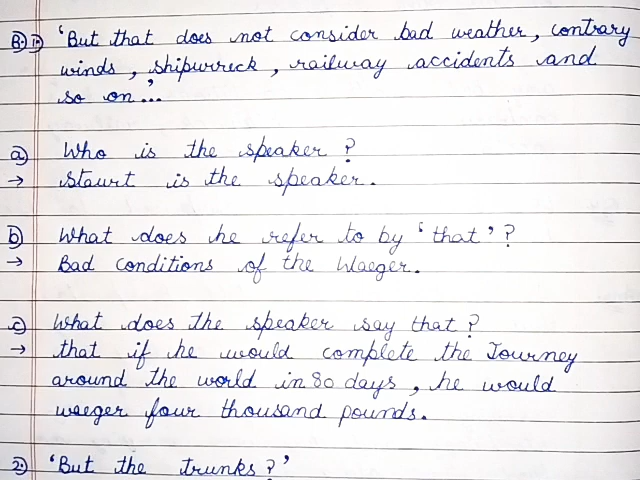 B. 1. 'But that does not consider bad weather, contrary
winds, shipwreck, railway accidents and
so on...'
a) Who is the speaker?
→ Staurt is the speaker.
b) What does he refer to by 'that'?
→ Bad conditions of the Waeger.
c) What does the speaker say that?
→ that if he would complete the Journey
around the world in 80 days, he would
waeger four thousand pounds.
2. 'But the trunks?'